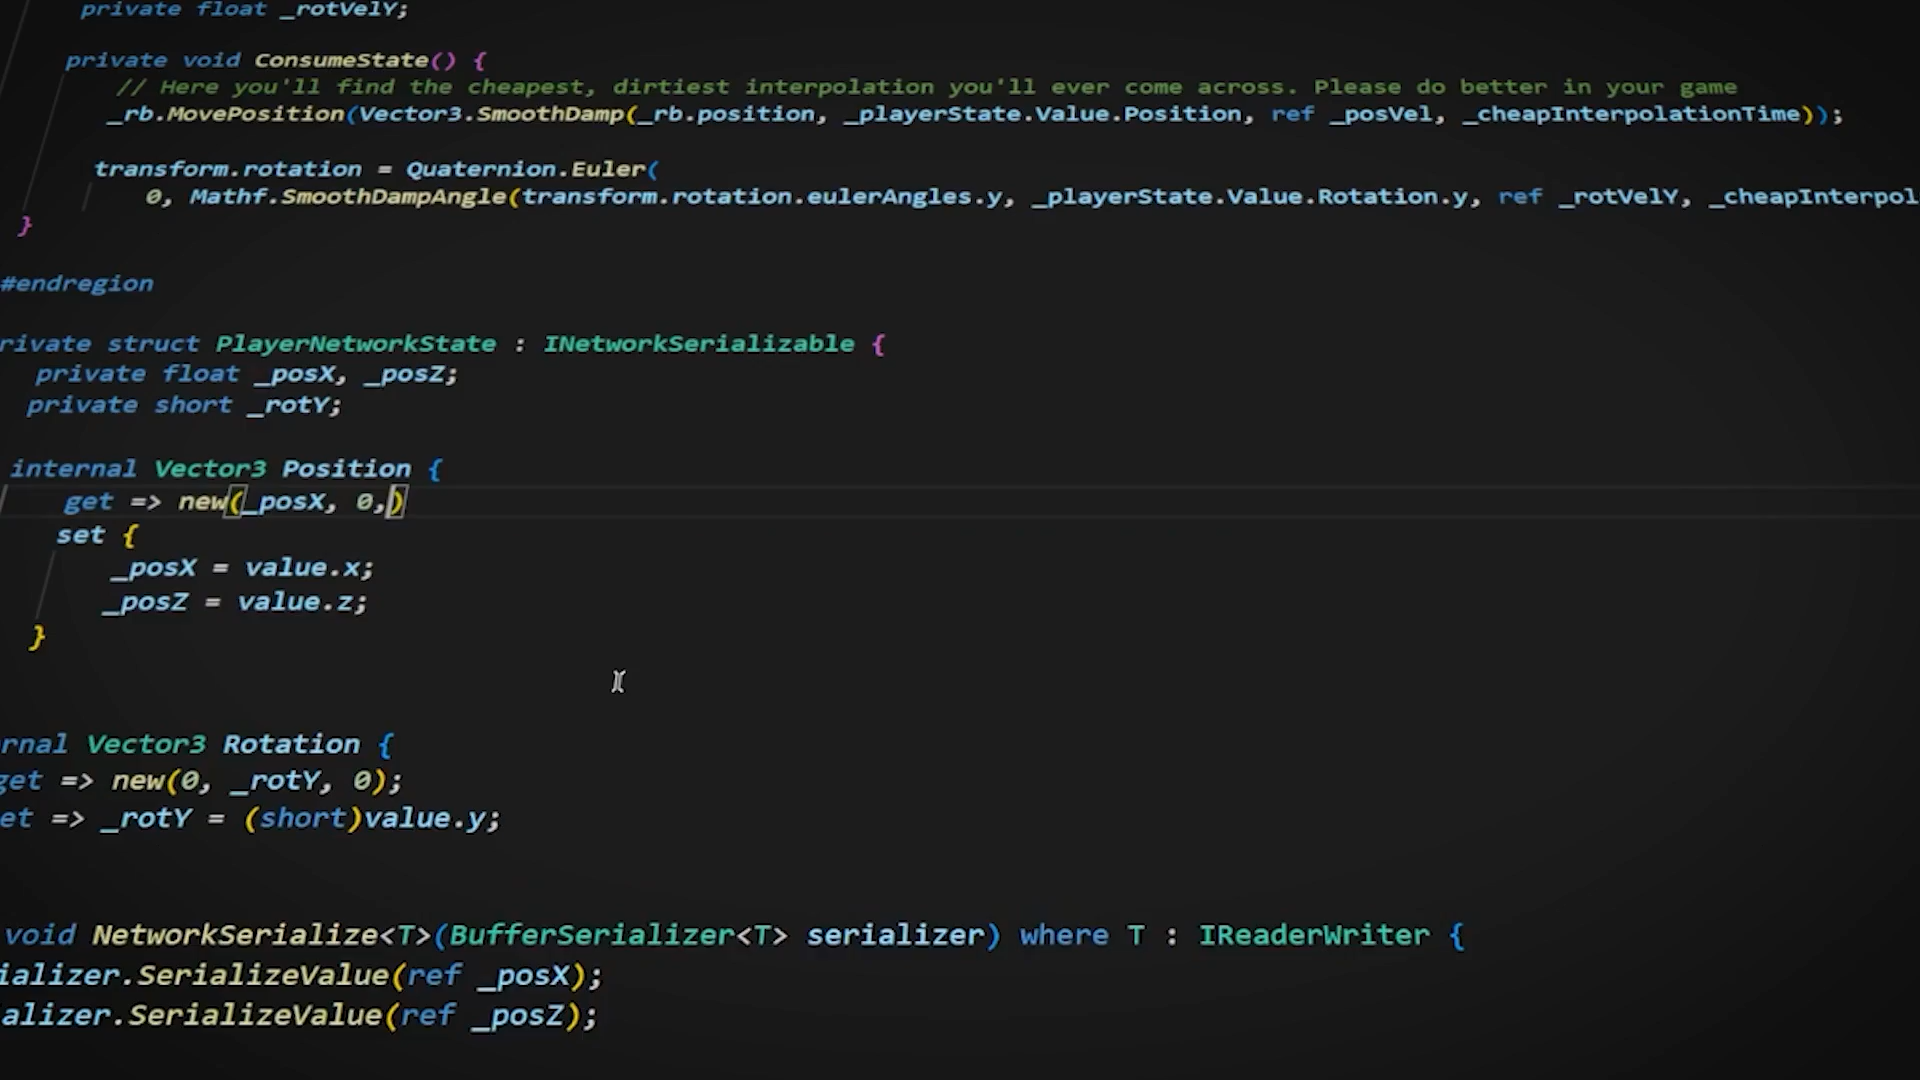 private float _rotVelY;
private void ConsumeState() {
// Here you'll find the cheapest, dirtiest interpolation you'll ever come across. Please do better in your game
_rb.MovePosition(Vector3.SmoothDamp(_rb.position, _playerState.Value.Position, ref _posVel, _cheapInterpolationTime));
transform.rotation = Quaternion.Euler(
0, Mathf.SmoothDampAngle(transform.rotation.eulerAngles.y, _playerState.Value.Rotation.y, ref _rotVelY, _cheapInterpol
}
#endregion
rivate struct PlayerNetworkState : INetworkSerializable {
private float _posX, _posZ;
private short _rotY;
internal Vector3 Position {
get => new(_posX, 0,)
set {
_posX = value.x;
_posZ = value.z;
}
rnal Vector3 Rotation {
get => new(0, _rotY, 0);
et => _rotY = (short)value.y;
void NetworkSerialize<T>(BufferSerializer<T> serializer) where T : IReaderWriter {
ializer.SerializeValue(ref _posX);
alizer.SerializeValue(ref _posZ);